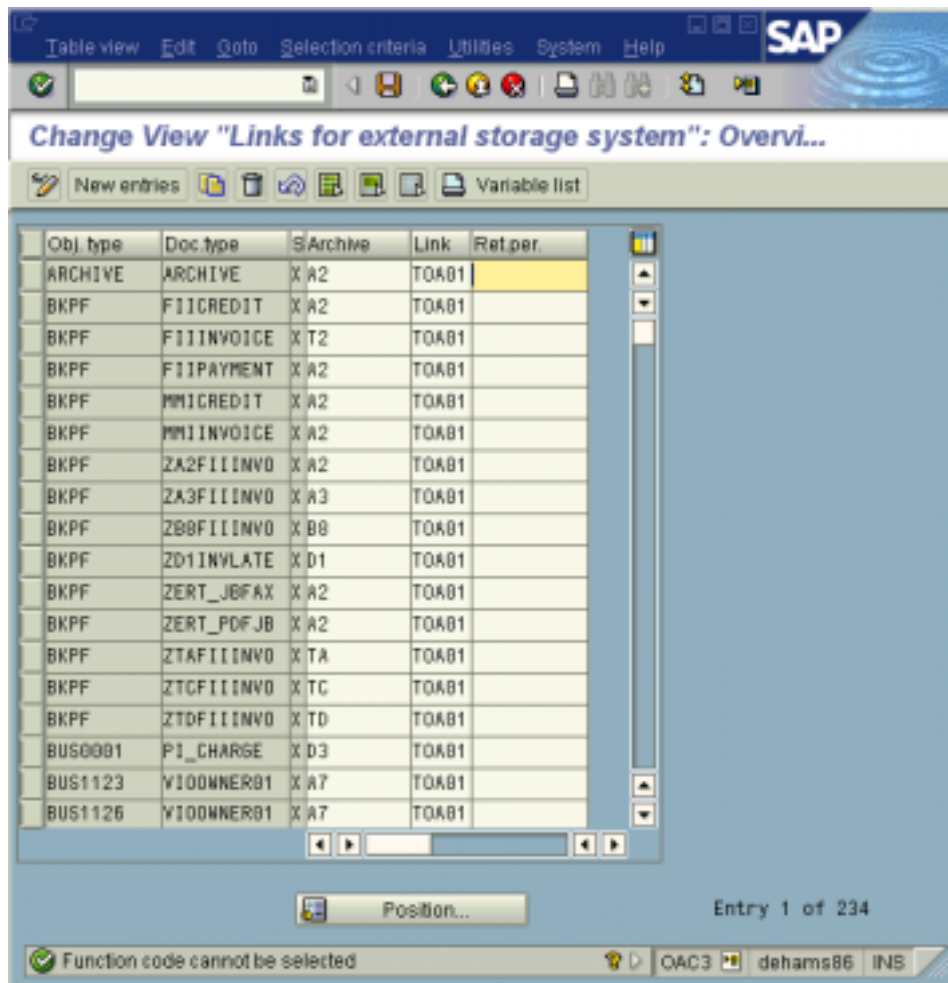 Table view Edit Goto Selection criteria Utilities System Help
SAP
Change View "Links for external storage system": Overvi...
New entries Variable list
Obj. type Doc.type S Archive Link Ret.per.
ARCHIVE ARCHIVE X A2 TOA01
BKPF FIICREDIT X A2 TOA01
BKPF FIIINVOICE X T2 TOA01
BKPF FIIPAYMENT X A2 TOA01
BKPF MMICREDIT X A2 TOA01
BKPF MMIINVOICE X A2 TOA01
BKPF ZA2FIIINVO X A2 TOA01
BKPF ZA3FIIINVO X A3 TOA01
BKPF ZB8FIIINVO X B8 TOA01
BKPF ZD1INVLATE X D1 TOA01
BKPF ZERT_JBFAX X A2 TOA01
BKPF ZERT_PDFJB X A2 TOA01
BKPF ZTAFIIINVO X TA TOA01
BKPF ZTCFIIINVO X TC TOA01
BKPF ZTDFIIINVO X TD TOA01
BUS0001 PI_CHARGE X D3 TOA01
BUS1123 VIOOWNER01 X A7 TOA01
BUS1126 VIOOWNER01 X A7 TOA01
Position...
Entry 1 of 234
Function code cannot be selected
OAC3 dehams86 INS